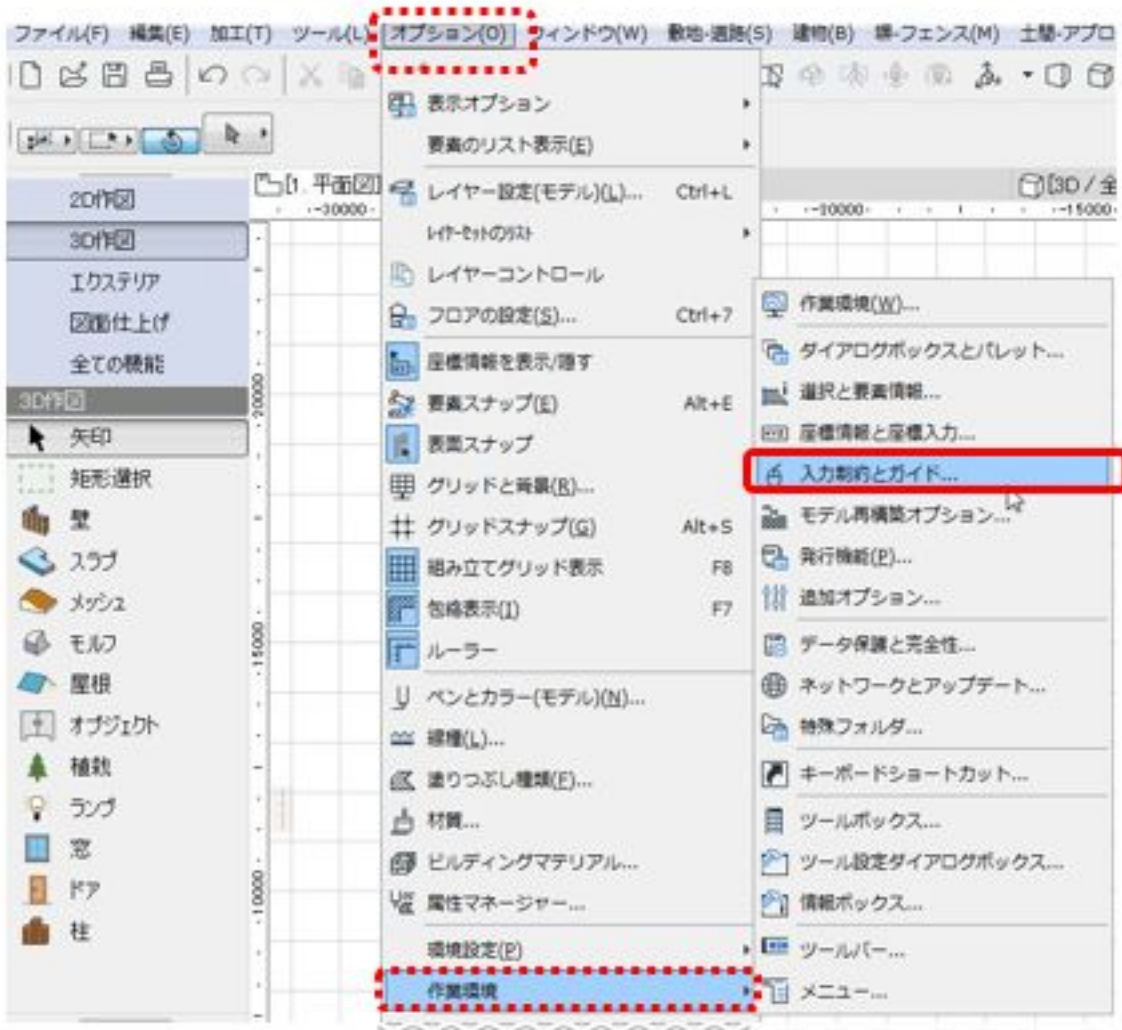 ファイル(F) 編集(E) 加工(T) ツール(L) オプション(O) ウィンドウ(W) 敷地-道路(S) 建物(B) 塀-フェンス(M) 土間-アプロ
2D作図
3D作図
エクステリア
図面仕上げ
全ての機能
3D作図
矢印
矩形選択
壁
スラブ
メッシュ
モルフ
屋根
オブジェクト
植栽
ランプ
窓
ドア
柱
[1. 平面図]
[3D / 全
-30000
-10000
-15000
20000
15000
10000
表示オプション
要素のリスト表示(E)
レイヤー設定(モデル)(L)... Ctrl+L
レイヤーセットのリスト
レイヤーコントロール
フロアの設定(S)... Ctrl+7
座標情報を表示/隠す
要素スナップ(E) Alt+E
表面スナップ
グリッドと背景(R)...
グリッドスナップ(G) Alt+S
組み立てグリッド表示 F8
包絡表示(I) F7
ルーラー
ペンとカラー(モデル)(N)...
線種(L)...
塗りつぶし種類(F)...
材質...
ビルディングマテリアル...
属性マネージャー...
環境設定(P)
作業環境
作業環境(W)...
ダイアログボックスとパレット...
選択と要素情報...
座標情報と座標入力...
入力制約とガイド...
モデル再構築オプション...
発行機能(P)...
追加オプション...
データ保護と完全性...
ネットワークとアップデート...
特殊フォルダ...
キーボードショートカット...
ツールボックス...
ツール設定ダイアログボックス...
情報ボックス...
ツールバー...
メニュー...